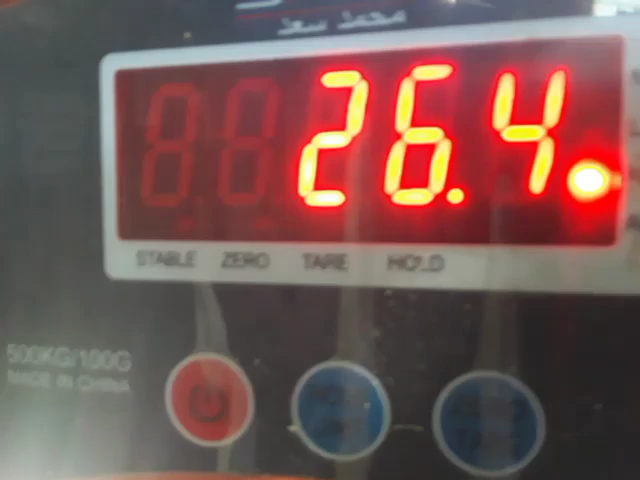 محمد سعد
26.4
STABLE ZERO TARE HOLD
500KG/100G
MADE IN CHINA